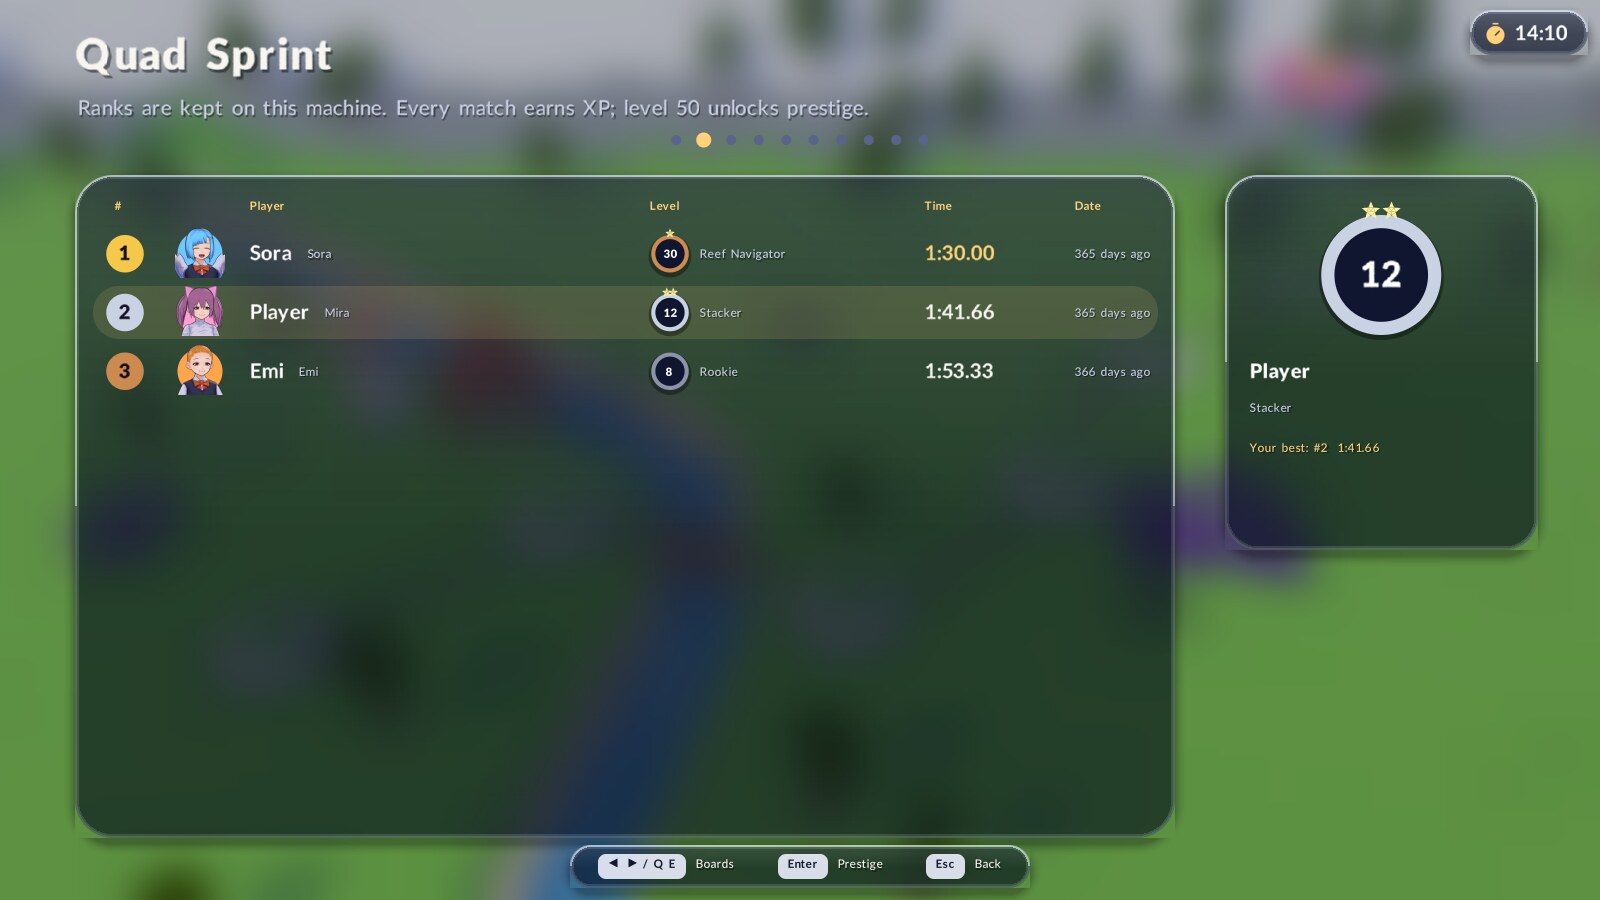 Quad Sprint
14:10
Ranks are kept on this machine. Every match earns XP; level 50 unlocks prestige.
# Player Level Time Date
1 Sora Sora 30 Reef Navigator 1:30.00 365 days ago
2 Player Mira 12 Stacker 1:41.66 365 days ago
3 Emi Emi 8 Rookie 1:53.33 366 days ago
12
Player
Stacker
Your best: #2 1:41.66
◄ ►/ Q E Boards Enter Prestige Esc Back